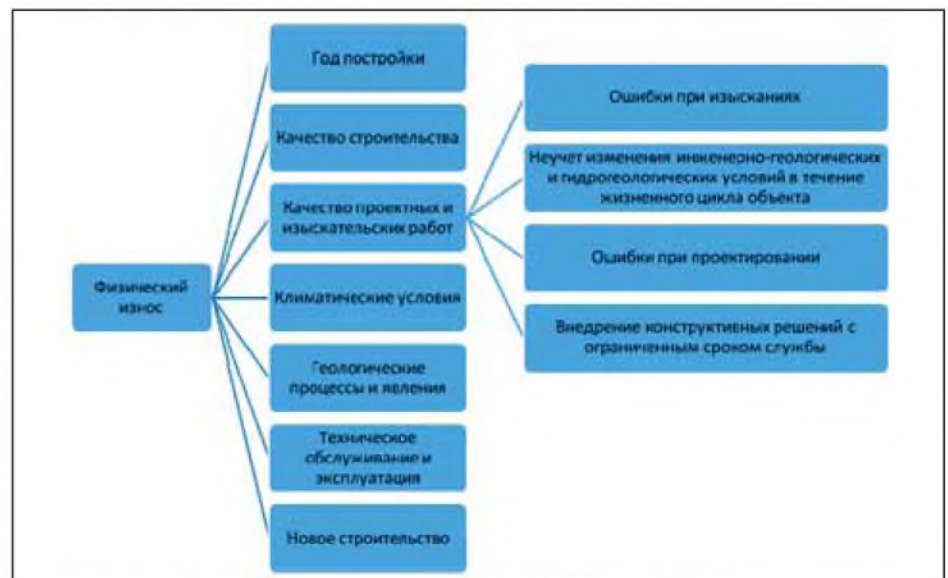 Физический
износ
Год постройки
Качество строительства
Качество проектных и
изыскательских работ
Климатические условия
Геологические
процессы и явления
Техническое
обслуживание и
эксплуатация
Новое строительство
Ошибки при изысканиях
Неучет изменения инженерно-геологических
и гидрогеологических условий в течение
жизненного цикла объекта
Ошибки при проектировании
Внедрение конструктивных решений с
ограниченным сроком службы